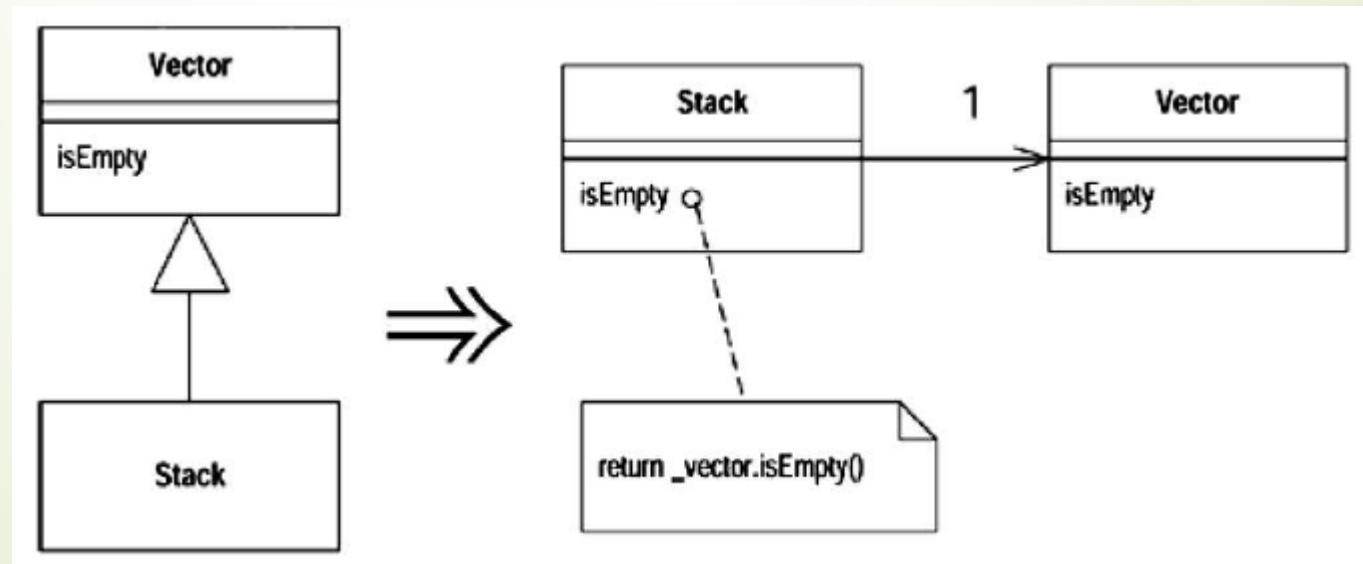 Vector
isEmpty
Stack
Stack
isEmpty
1
Vector
isEmpty
return _vector.isEmpty()